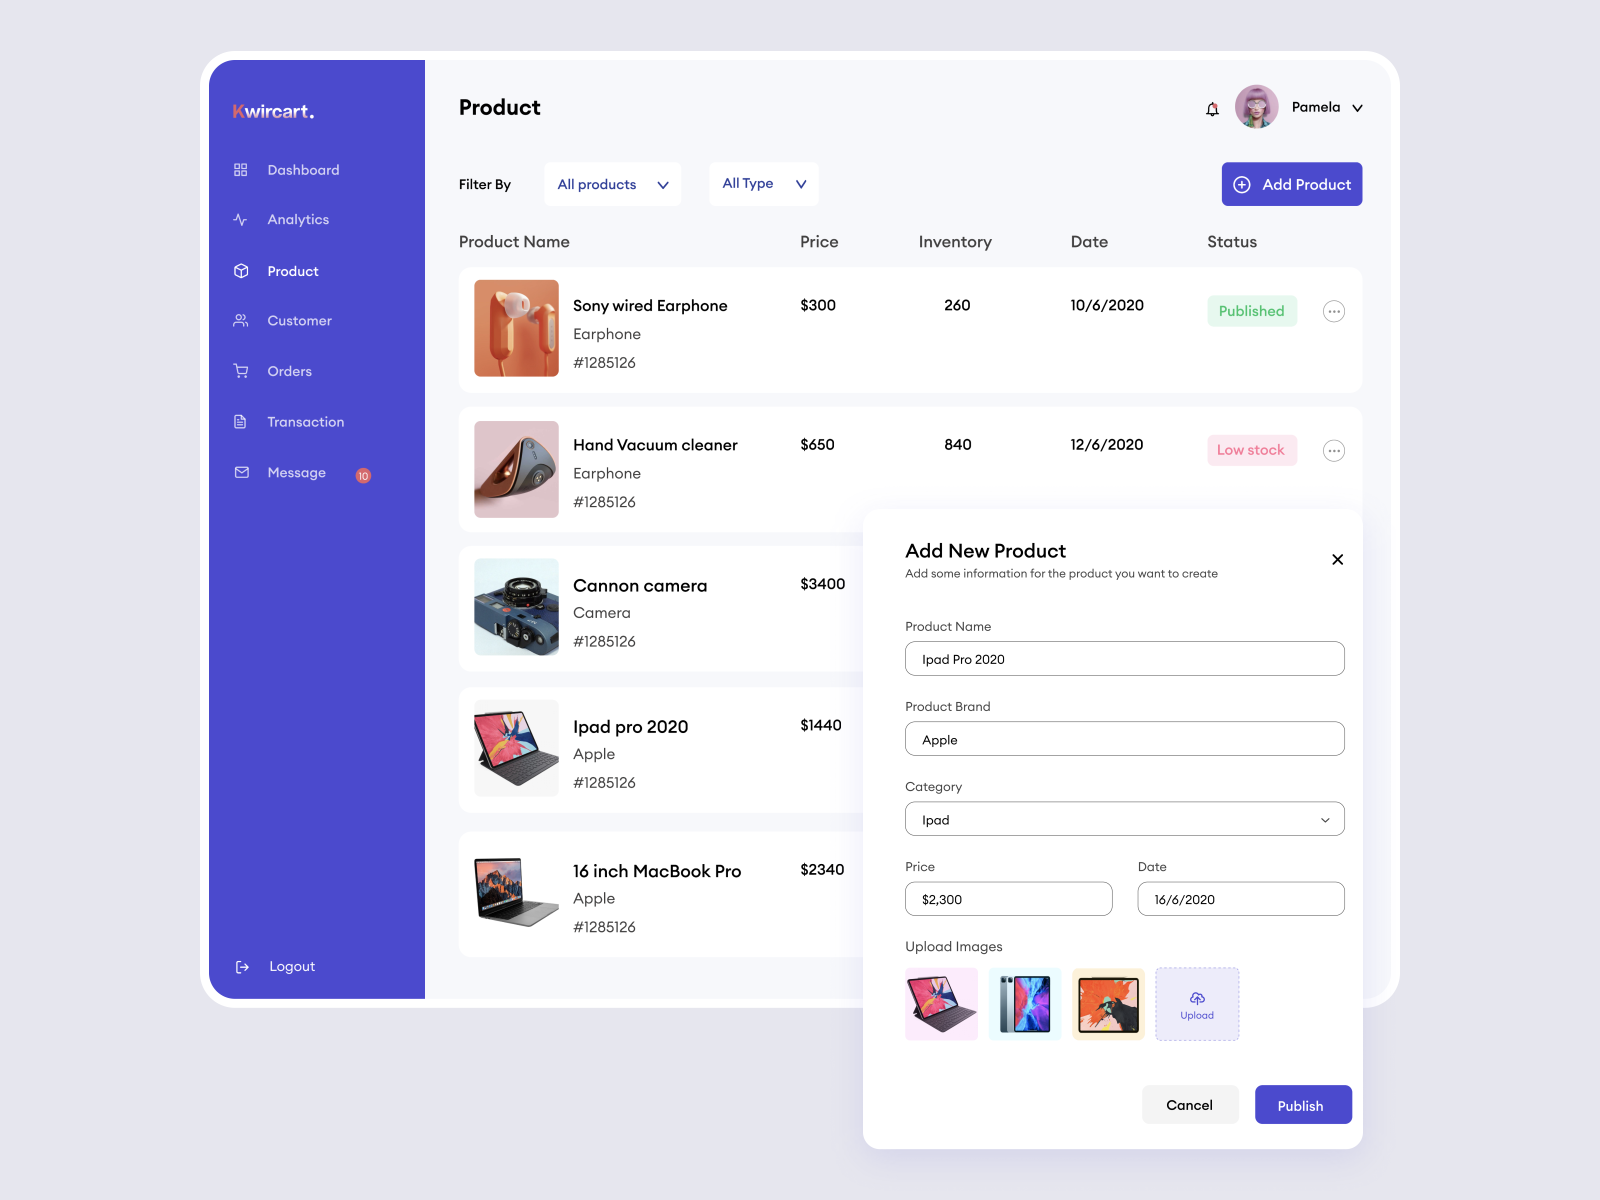 Kwircart.
Dashboard
Analytics
Product
Customer
Orders
Transaction
Message 10
Logout
Product
Pamela
Filter By All products All Type Add Product
Product Name Price Inventory Date Status
Sony wired Earphone $300 260 10/6/2020 Published
Earphone
#1285126
Hand Vacuum cleaner $650 840 12/6/2020 Low stock
Earphone
#1285126
Cannon camera $3400
Camera
#1285126
Ipad pro 2020 $1440
Apple
#1285126
16 inch MacBook Pro $2340
Apple
#1285126
Add New Product
Add some information for the product you want to create
Product Name
Ipad Pro 2020
Product Brand
Apple
Category
Ipad
Price Date
$2,300 16/6/2020
Upload Images
Upload
Cancel Publish